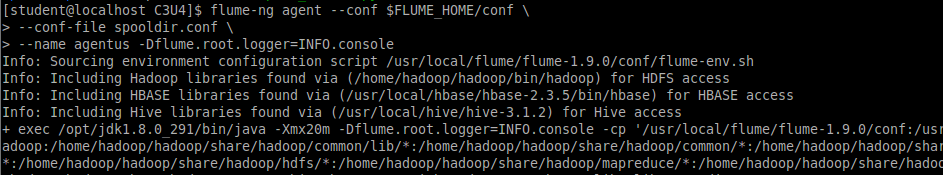 [student@localhost C3U4]$ flume-ng agent --conf $FLUME_HOME/conf \
> --conf-file spooldir.conf \
> --name agentus -Dflume.root.logger=INFO.console
Info: Sourcing environment configuration script /usr/local/flume/flume-1.9.0/conf/flume-env.sh
Info: Including Hadoop libraries found via (/home/hadoop/hadoop/bin/hadoop) for HDFS access
Info: Including HBASE libraries found via (/usr/local/hbase/hbase-2.3.5/bin/hbase) for HBASE access
Info: Including Hive libraries found via (/usr/local/hive/hive-3.1.2) for Hive access
+ exec /opt/jdk1.8.0_291/bin/java -Xmx20m -Dflume.root.logger=INFO.console -cp '/usr/local/flume/flume-1.9.0/conf:/usr
adoop:/home/hadoop/hadoop/share/hadoop/common/lib/*:/home/hadoop/hadoop/share/hadoop/common/*:/home/hadoop/hadoop/shar
*:/home/hadoop/hadoop/share/hadoop/hdfs/*:/home/hadoop/hadoop/share/hadoop/mapreduce/*:/home/hadoop/hadoop/share/hadoo